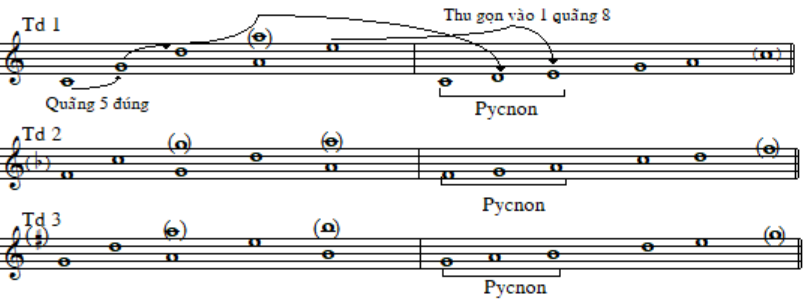 Td 1
Thu gọn vào 1 quãng 8
Quãng 5 đúng
Pycnon
Td 2
Pycnon
Td 3
Pycnon